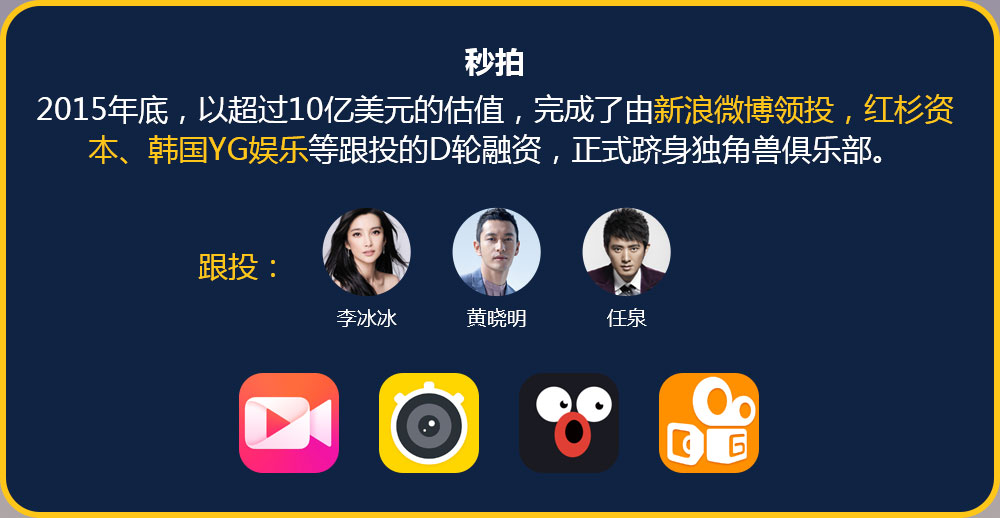 秒拍
2015年底，以超过10亿美元的估值，完成了由新浪微博领投，红杉资
本、韩国YG娱乐等跟投的D轮融资，正式跻身独角兽俱乐部。
跟投：
李冰冰
黄晓明
任泉